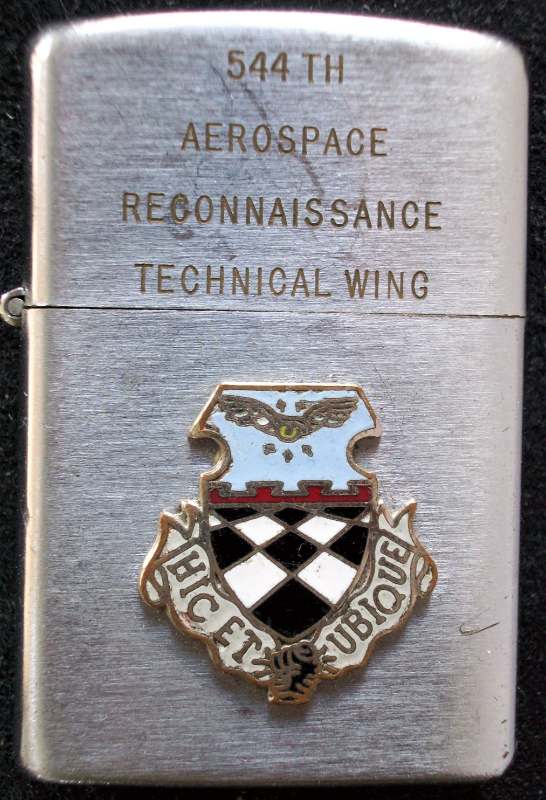 544 TH
AEROSPACE
RECONNAISSANCE
TECHNICAL WING
HIC ET UBIQUE